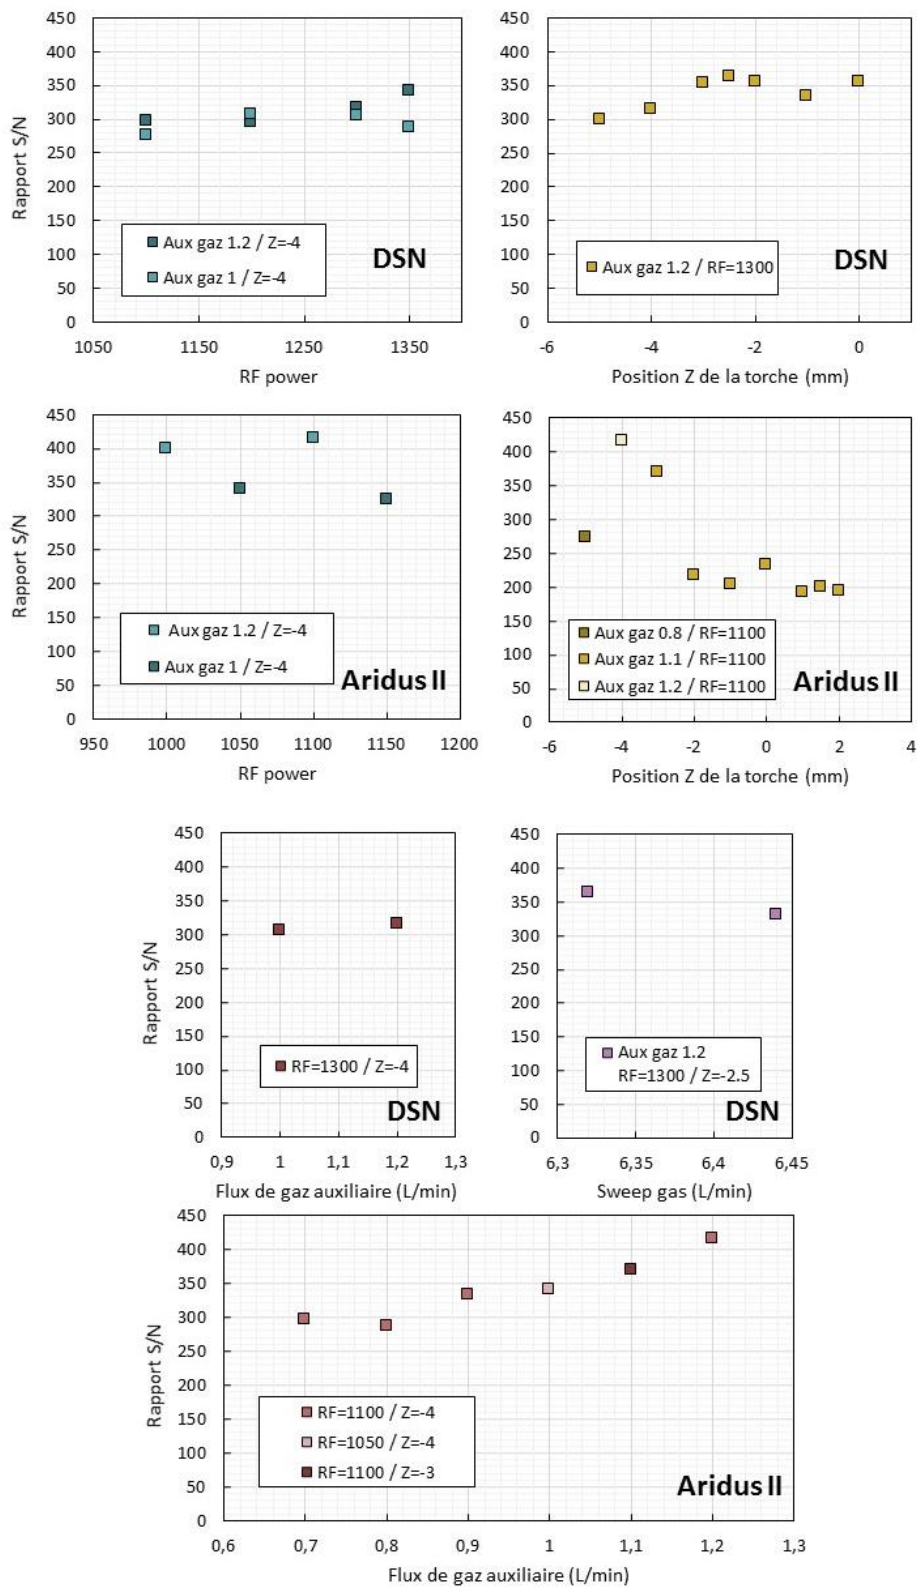 450
400
350
300
250
200
150
100
50
0
Rapport S/N
Aux gaz 1.2 / Z=-4
Aux gaz 1 / Z=-4
DSN
1050 1150 1250 1350
RF power
450
400
350
300
250
200
150
100
50
0
Aux gaz 1.2 / RF=1300
DSN
-6 -4 -2 0
Position Z de la torche (mm)
450
400
350
300
250
200
150
100
50
0
Rapport S/N
Aux gaz 1.2 / Z=-4
Aux gaz 1 / Z=-4
Aridus II
950 1000 1050 1100 1150 1200
RF power
450
400
350
300
250
200
150
100
50
0
Aux gaz 0.8 / RF=1100
Aux gaz 1.1 / RF=1100
Aux gaz 1.2 / RF=1100
Aridus II
-6 -4 -2 0 2 4
Position Z de la torche (mm)
450
400
350
300
250
200
150
100
50
0
Rapport S/N
RF=1300 / Z=-4
DSN
0,9 1 1,1 1,2 1,3
Flux de gaz auxiliaire (L/min)
450
400
350
300
250
200
150
100
50
0
Aux gaz 1.2
RF=1300 / Z=-2.5
DSN
6,3 6,35 6,4 6,45
Sweep gas (L/min)
450
400
350
300
250
200
150
100
50
0
Rapport S/N
RF=1100 / Z=-4
RF=1050 / Z=-4
RF=1100 / Z=-3
Aridus II
0,6 0,7 0,8 0,9 1 1,1 1,2 1,3
Flux de gaz auxiliaire (L/min)